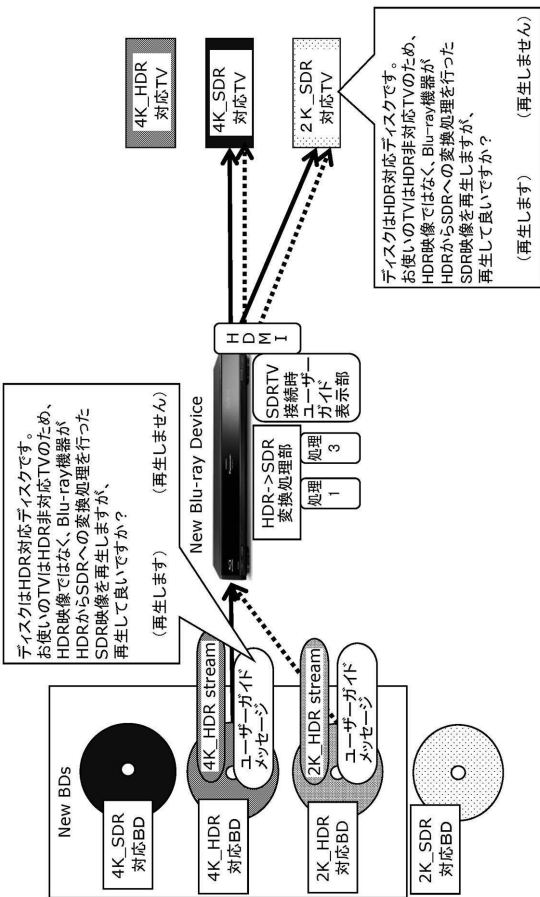 New BDs
4K_SDR
対応BD
4K_HDR
対応BD
4K_HDR stream
ユーザーガイド
メッセージ
2K_HDR
対応BD
2K_HDR stream
ユーザーガイド
メッセージ
2K_SDR
対応BD
ディスクはHDR対応ディスクです。
お使いのTVはHDR非対応TVのため、
HDR映像ではなく、Blu-ray機器が
HDRからSDRへの変換処理を行った
SDR映像を再生しますが、
再生して良いですか?
(再生します) (再生しません)
New Blu-ray Device
HDR->SDR
変換処理部
処理
1
処理
3
SDRTV
接続時
ユーザー
ガイド
表示部
HDMI
4K_HDR
対応TV
4K_SDR
対応TV
2K_SDR
対応TV
ディスクはHDR対応ディスクです。
お使いのTVはHDR非対応TVのため、
HDR映像ではなく、Blu-ray機器が
HDRからSDRへの変換処理を行った
SDR映像を再生しますが、
再生して良いですか?
(再生します) (再生しません)